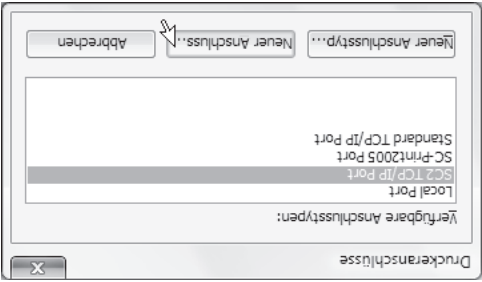 Druckeranschlüsse
Verfügbare Anschlusstypen:
Local Port
SC2 TCP/IP Port
SC-Print2005 Port
Standard TCP/IP Port
Neuer Anschlusstyp... Neuer Anschluss... Abbrechen